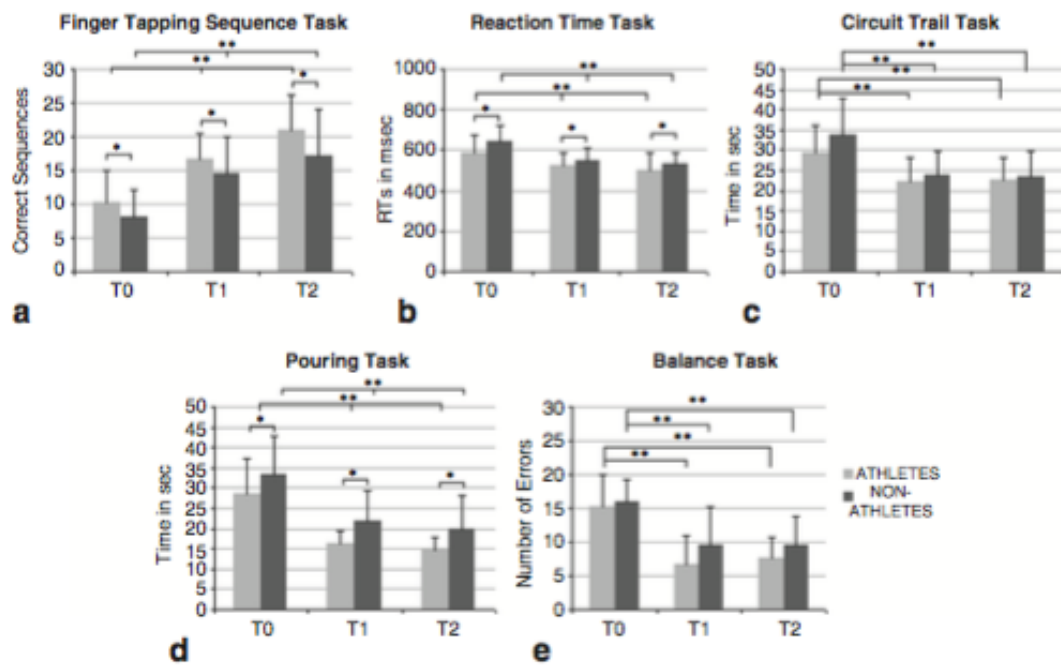 Finger Tapping Sequence Task
Correct Sequences
30
25
20
15
10
5
0
**
**
*
*
*
T0 T1 T2
a
Reaction Time Task
RTs in msec
1000
800
600
400
200
0
**
**
*
*
*
T0 T1 T2
b
Circuit Trail Task
Time in sec
50
45
40
35
30
25
20
15
10
5
0
**
**
**
**
T0 T1 T2
c
Pouring Task
Time in sec
50
45
40
35
30
25
20
15
10
5
0
**
**
*
*
*
T0 T1 T2
d
Balance Task
Number of Errors
30
25
20
15
10
5
0
**
**
**
**
T0 T1 T2
e
ATHLETES
NON-
ATHLETES